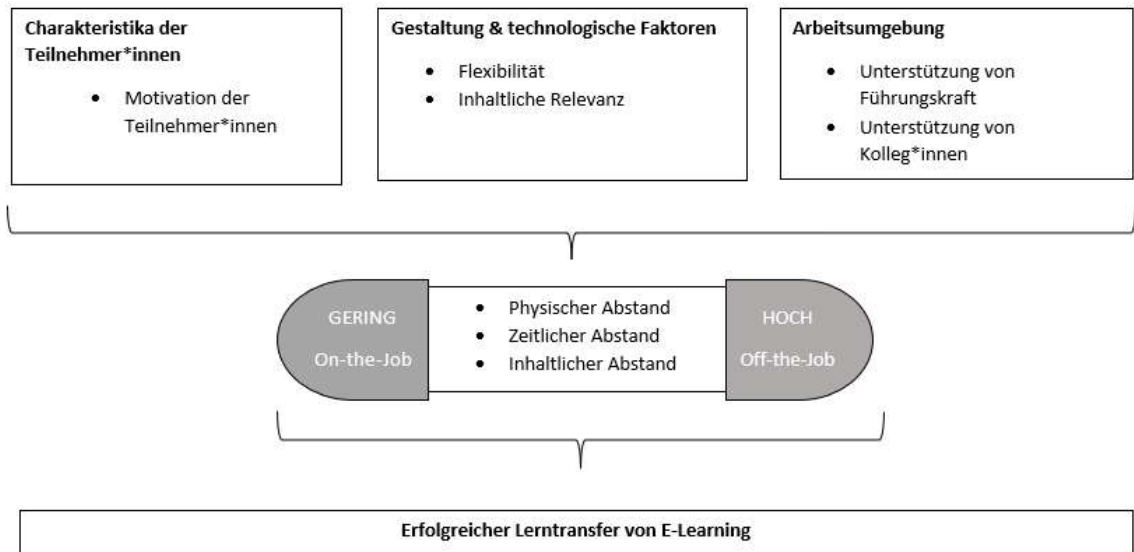 Charakteristika der
Teilnehmer*innen
• Motivation der
Teilnehmer*innen
Gestaltung & technologische Faktoren
• Flexibilität
• Inhaltliche Relevanz
Arbeitsumgebung
• Unterstützung von
Führungskraft
• Unterstützung von
Kolleg*innen
GERING
On-the-Job
• Physischer Abstand
• Zeitlicher Abstand
• Inhaltlicher Abstand
HOCH
Off-the-Job
Erfolgreicher Lerntransfer von E-Learning